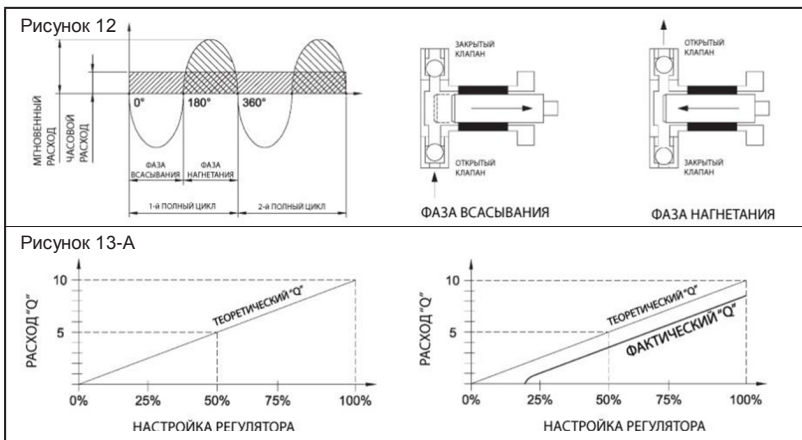 Рисунок 12
МГНОВЕННЫЙ
РАСХОД
ЧАСОВОЙ
РАСХОД
0°
180°
360°
ФАЗА
ВСАСЫВАНИЯ
ФАЗА
НАГНЕТАНИЯ
1-й ПОЛНЫЙ ЦИКЛ
2-й ПОЛНЫЙ ЦИКЛ
ЗАКРЫТЫЙ
КЛАПАН
ОТКРЫТЫЙ
КЛАПАН
ФАЗА ВСАСЫВАНИЯ
ОТКРЫТЫЙ
КЛАПАН
ЗАКРЫТЫЙ
КЛАПАН
ФАЗА НАГНЕТАНИЯ
Рисунок 13-А
РАСХОД "Q"
10
5
ТЕОРЕТИЧЕСКИЙ "Q"
0%
25%
50%
75%
100%
НАСТРОЙКА РЕГУЛЯТОРА
РАСХОД "Q"
10
5
ТЕОРЕТИЧЕСКИЙ "Q"
ФАКТИЧЕСКИЙ "Q"
0%
25%
50%
75%
100%
НАСТРОЙКА РЕГУЛЯТОРА